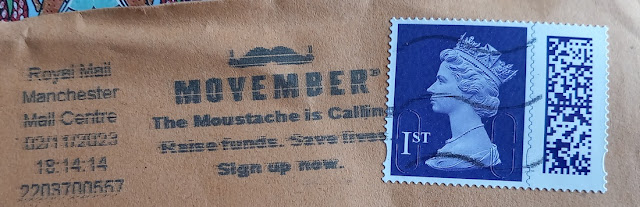 Royal Mail
Manchester
Mail Centre
02/11/2023
18:14:14
2203700557
MOVEMBER®
The Moustache is Calling
Raise funds. Save lives
Sign up now.
1ST